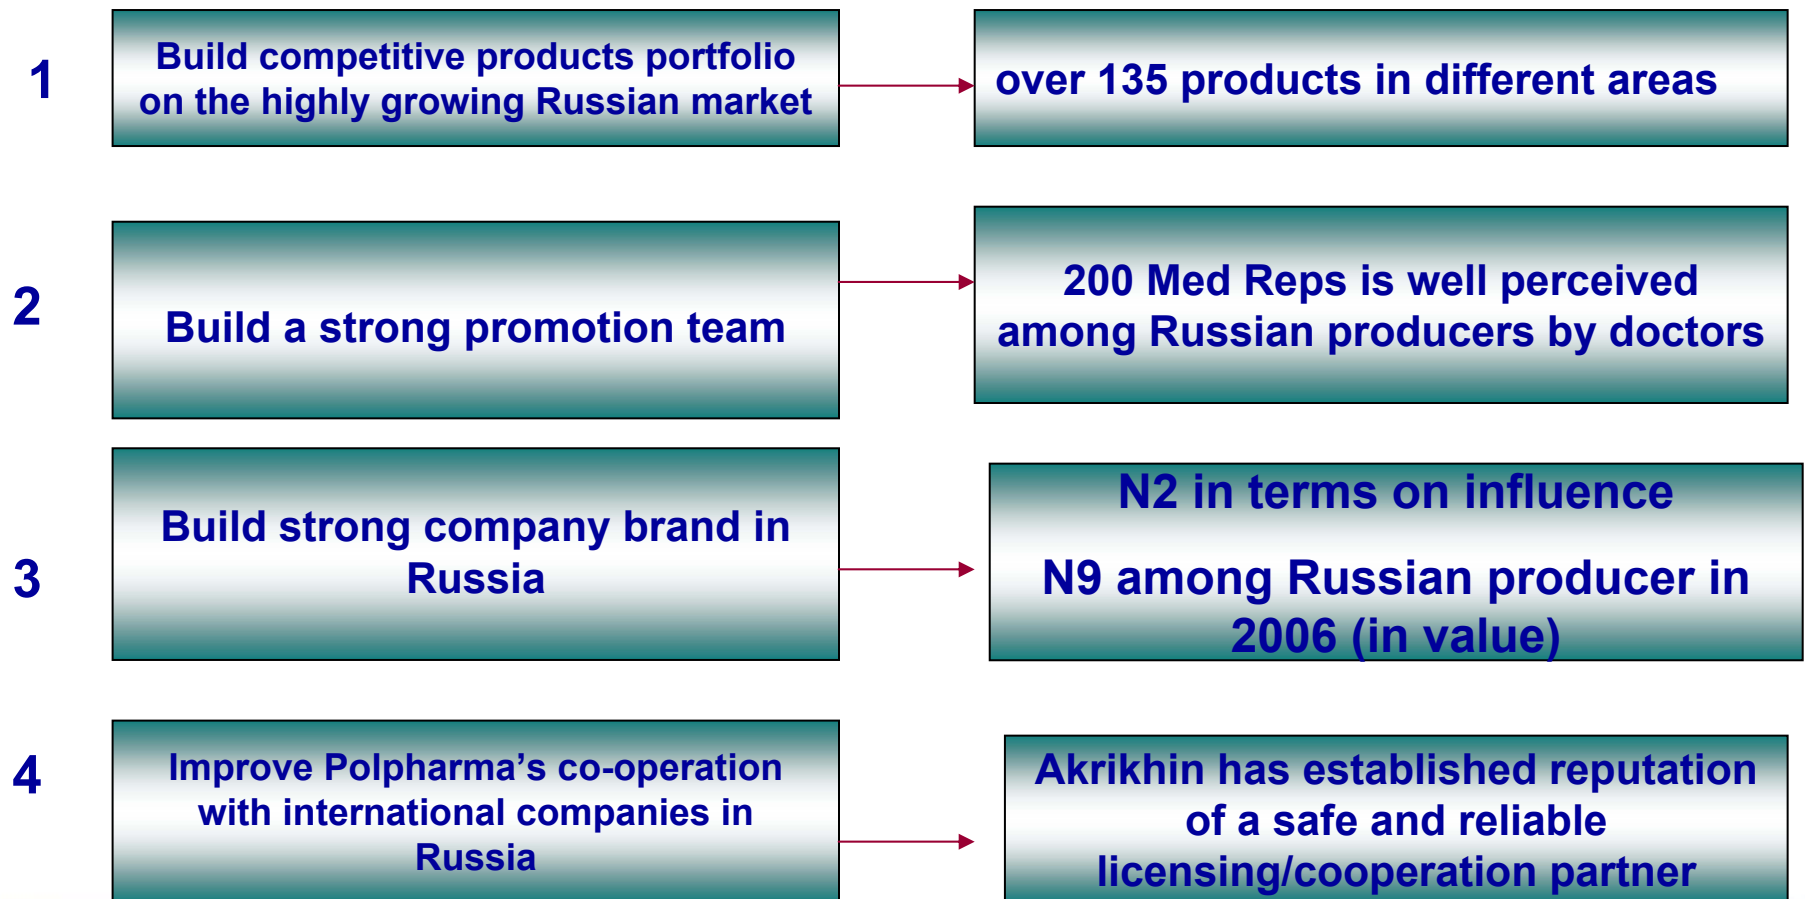 1
Build competitive products portfolio
on the highly growing Russian market
over 135 products in different areas
2
Build a strong promotion team
200 Med Reps is well perceived
among Russian producers by doctors
3
Build strong company brand in
Russia
N2 in terms on influence
N9 among Russian producer in
2006 (in value)
4
Improve Polpharma’s co-operation
with international companies in
Russia
Akrikhin has established reputation
of a safe and reliable
licensing/cooperation partner